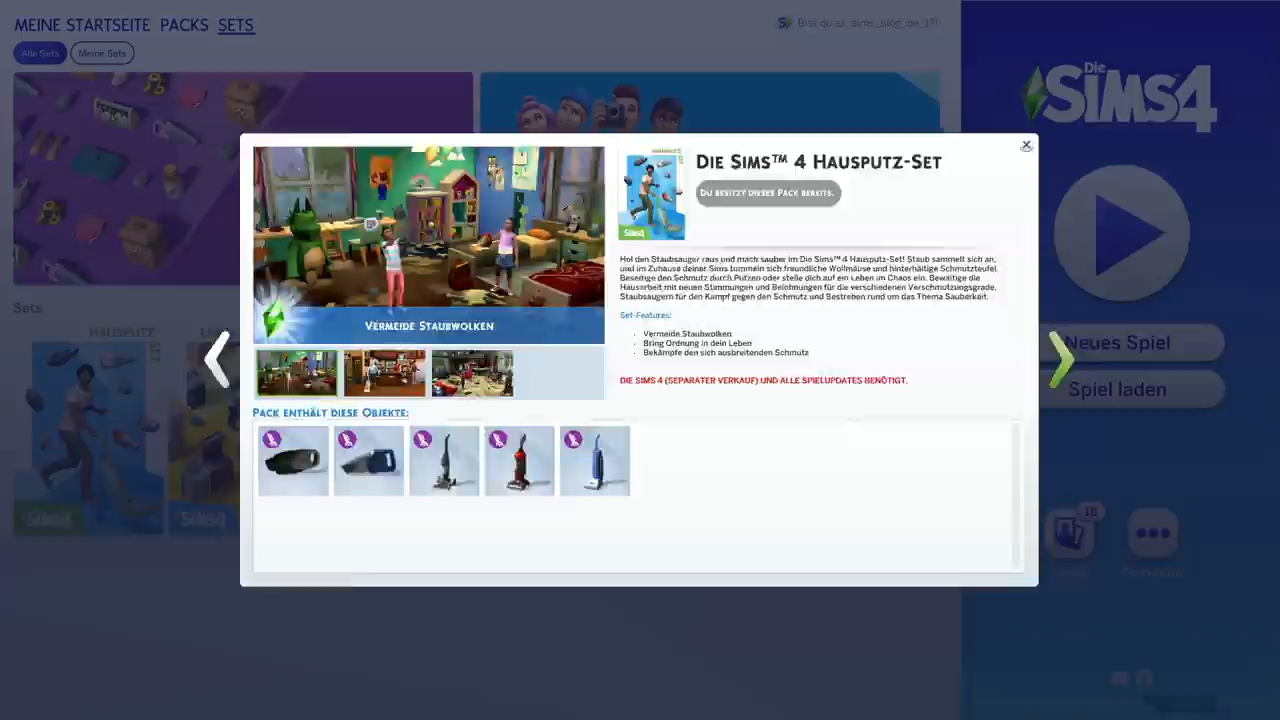 MEINE STARTSEITE PACKS SETS
Alle Sets Meine Sets
Die SIMS 4
DIE SIMS™ 4 HAUSPUTZ-SET
DU BESITZT DIESES PACK BEREITS.
SIMS4
Hol den Staubsauger raus und mach sauber im Die Sims™ 4 Hausputz-Set! Staub sammelt sich an,
und im Zuhause deiner Sims tummeln sich freundliche Wollmäuse und hinterhältige Schmutzteufel.
Beseitige den Schmutz durch Putzen oder stelle dich auf ein Leben im Chaos ein. Bewältige die
Hausarbeit mit neuen Stimmungen und Belohnungen für die verschiedenen Verschmutzungsgrade,
Staubsaugern für den Kampf gegen den Schmutz und Bestreben rund um das Thema Sauberkeit.
Set-Features:
· Vermeide Staubwolken
· Bring Ordnung in dein Leben
· Bekämpfe den sich ausbreitenden Schmutz
DIE SIMS 4 (SEPARATER VERKAUF) UND ALLE SPIELUPDATES BENÖTIGT.
VERMEIDE STAUBWOLKEN
PACK ENTHÄLT DIESE OBJEKTE:
Sets
HAUSPUTZ
SIMS4
SIMS
Neues Spiel
Spiel laden
16